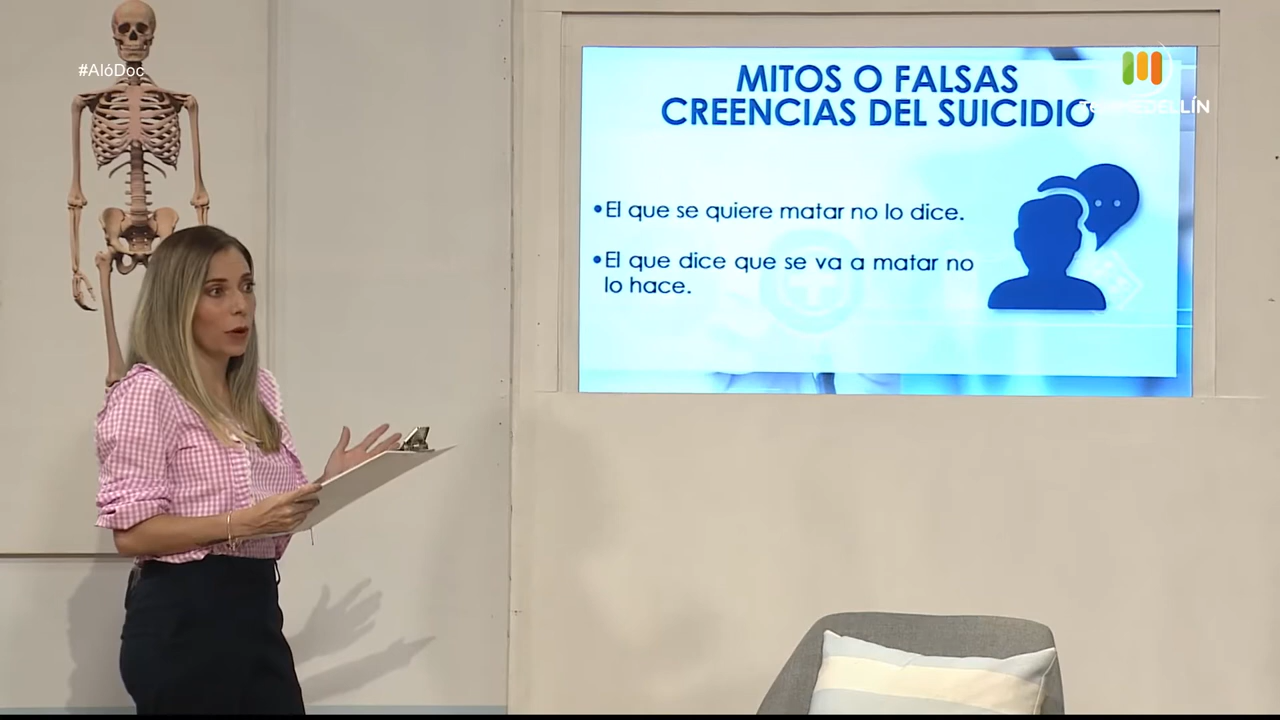 #AlóDoc
MITOS O FALSAS
CREENCIAS DEL SUICIDIO
TeleMEDELLÍN
•El que se quiere matar no lo dice.
•El que dice que se va a matar no
lo hace.